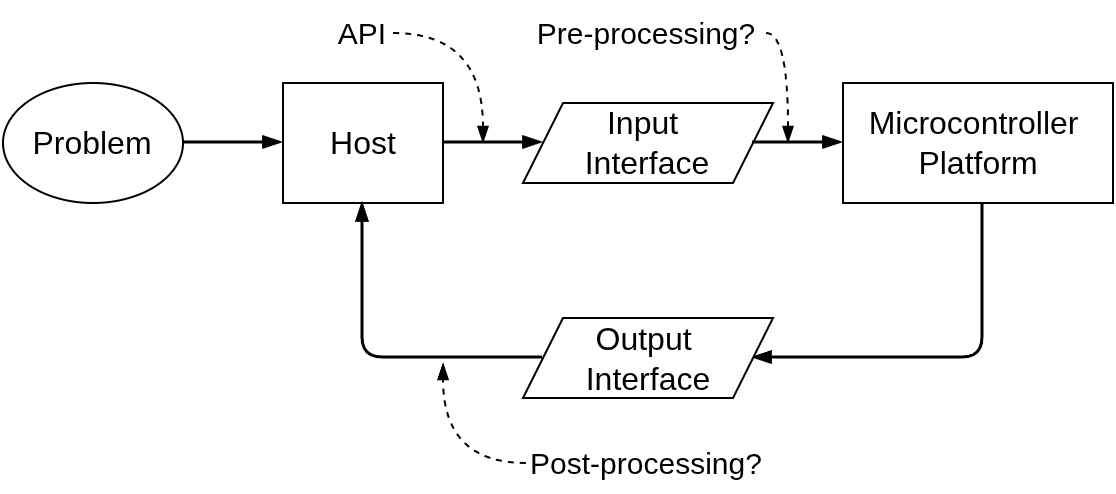 API
Pre-processing?
Problem
Host
Input
Interface
Microcontroller
Platform
Output
Interface
Post-processing?